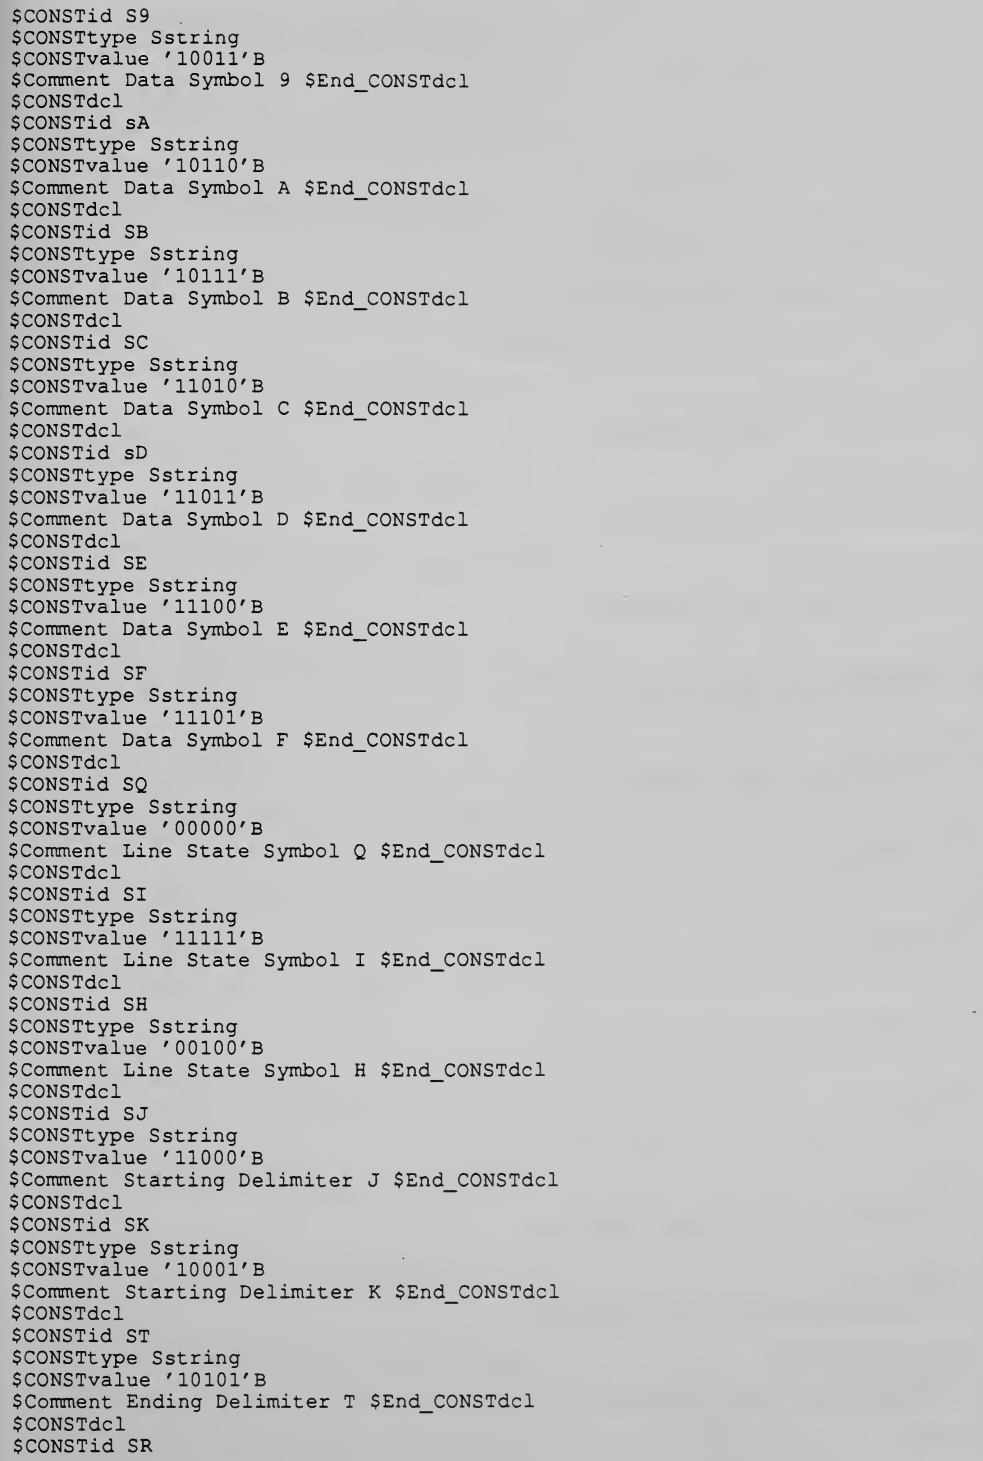 $CONSTid S9
$CONSTtype Sstring
$CONSTvalue '10011'B
$Comment Data Symbol 9 $End_CONSTdcl
$CONSTdcl
$CONSTid sA
$CONSTtype Sstring
$CONSTvalue '10110'B
$Comment Data Symbol A $End_CONSTdcl
$CONSTdcl
$CONSTid SB
$CONSTtype Sstring
$CONSTvalue '10111'B
$Comment Data Symbol B $End_CONSTdcl
$CONSTdcl
$CONSTid SC
$CONSTtype Sstring
$CONSTvalue '11010'B
$Comment Data Symbol C $End_CONSTdcl
$CONSTdcl
$CONSTid sD
$CONSTtype Sstring
$CONSTvalue '11011'B
$Comment Data Symbol D $End_CONSTdcl
$CONSTdcl
$CONSTid SE
$CONSTtype Sstring
$CONSTvalue '11100'B
$Comment Data Symbol E $End_CONSTdcl
$CONSTdcl
$CONSTid SF
$CONSTtype Sstring
$CONSTvalue '11101'B
$Comment Data Symbol F $End_CONSTdcl
$CONSTdcl
$CONSTid SQ
$CONSTtype Sstring
$CONSTvalue '00000'B
$Comment Line State Symbol Q $End_CONSTdcl
$CONSTdcl
$CONSTid SI
$CONSTtype Sstring
$CONSTvalue '11111'B
$Comment Line State Symbol I $End_CONSTdcl
$CONSTdcl
$CONSTid SH
$CONSTtype Sstring
$CONSTvalue '00100'B
$Comment Line State Symbol H $End_CONSTdcl
$CONSTdcl
$CONSTid SJ
$CONSTtype Sstring
$CONSTvalue '11000'B
$Comment Starting Delimiter J $End_CONSTdcl
$CONSTdcl
$CONSTid SK
$CONSTtype Sstring
$CONSTvalue '10001'B
$Comment Starting Delimiter K $End_CONSTdcl
$CONSTdcl
$CONSTid ST
$CONSTtype Sstring
$CONSTvalue '10101'B
$Comment Ending Delimiter T $End_CONSTdcl
$CONSTdcl
$CONSTid SR